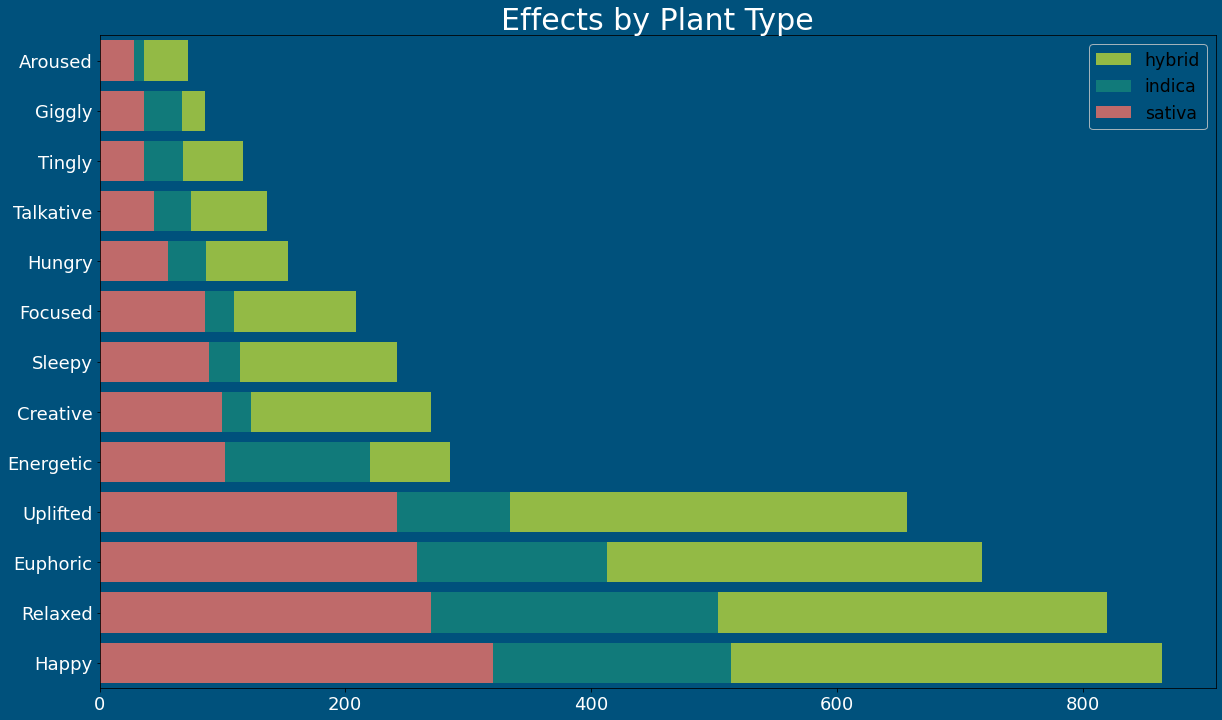 Effects by Plant Type
Aroused
Giggly
Tingly
Talkative
Hungry
Focused
Sleepy
Creative
Energetic
Uplifted
Euphoric
Relaxed
Happy
0 200 400 600 800
hybrid
indica
sativa